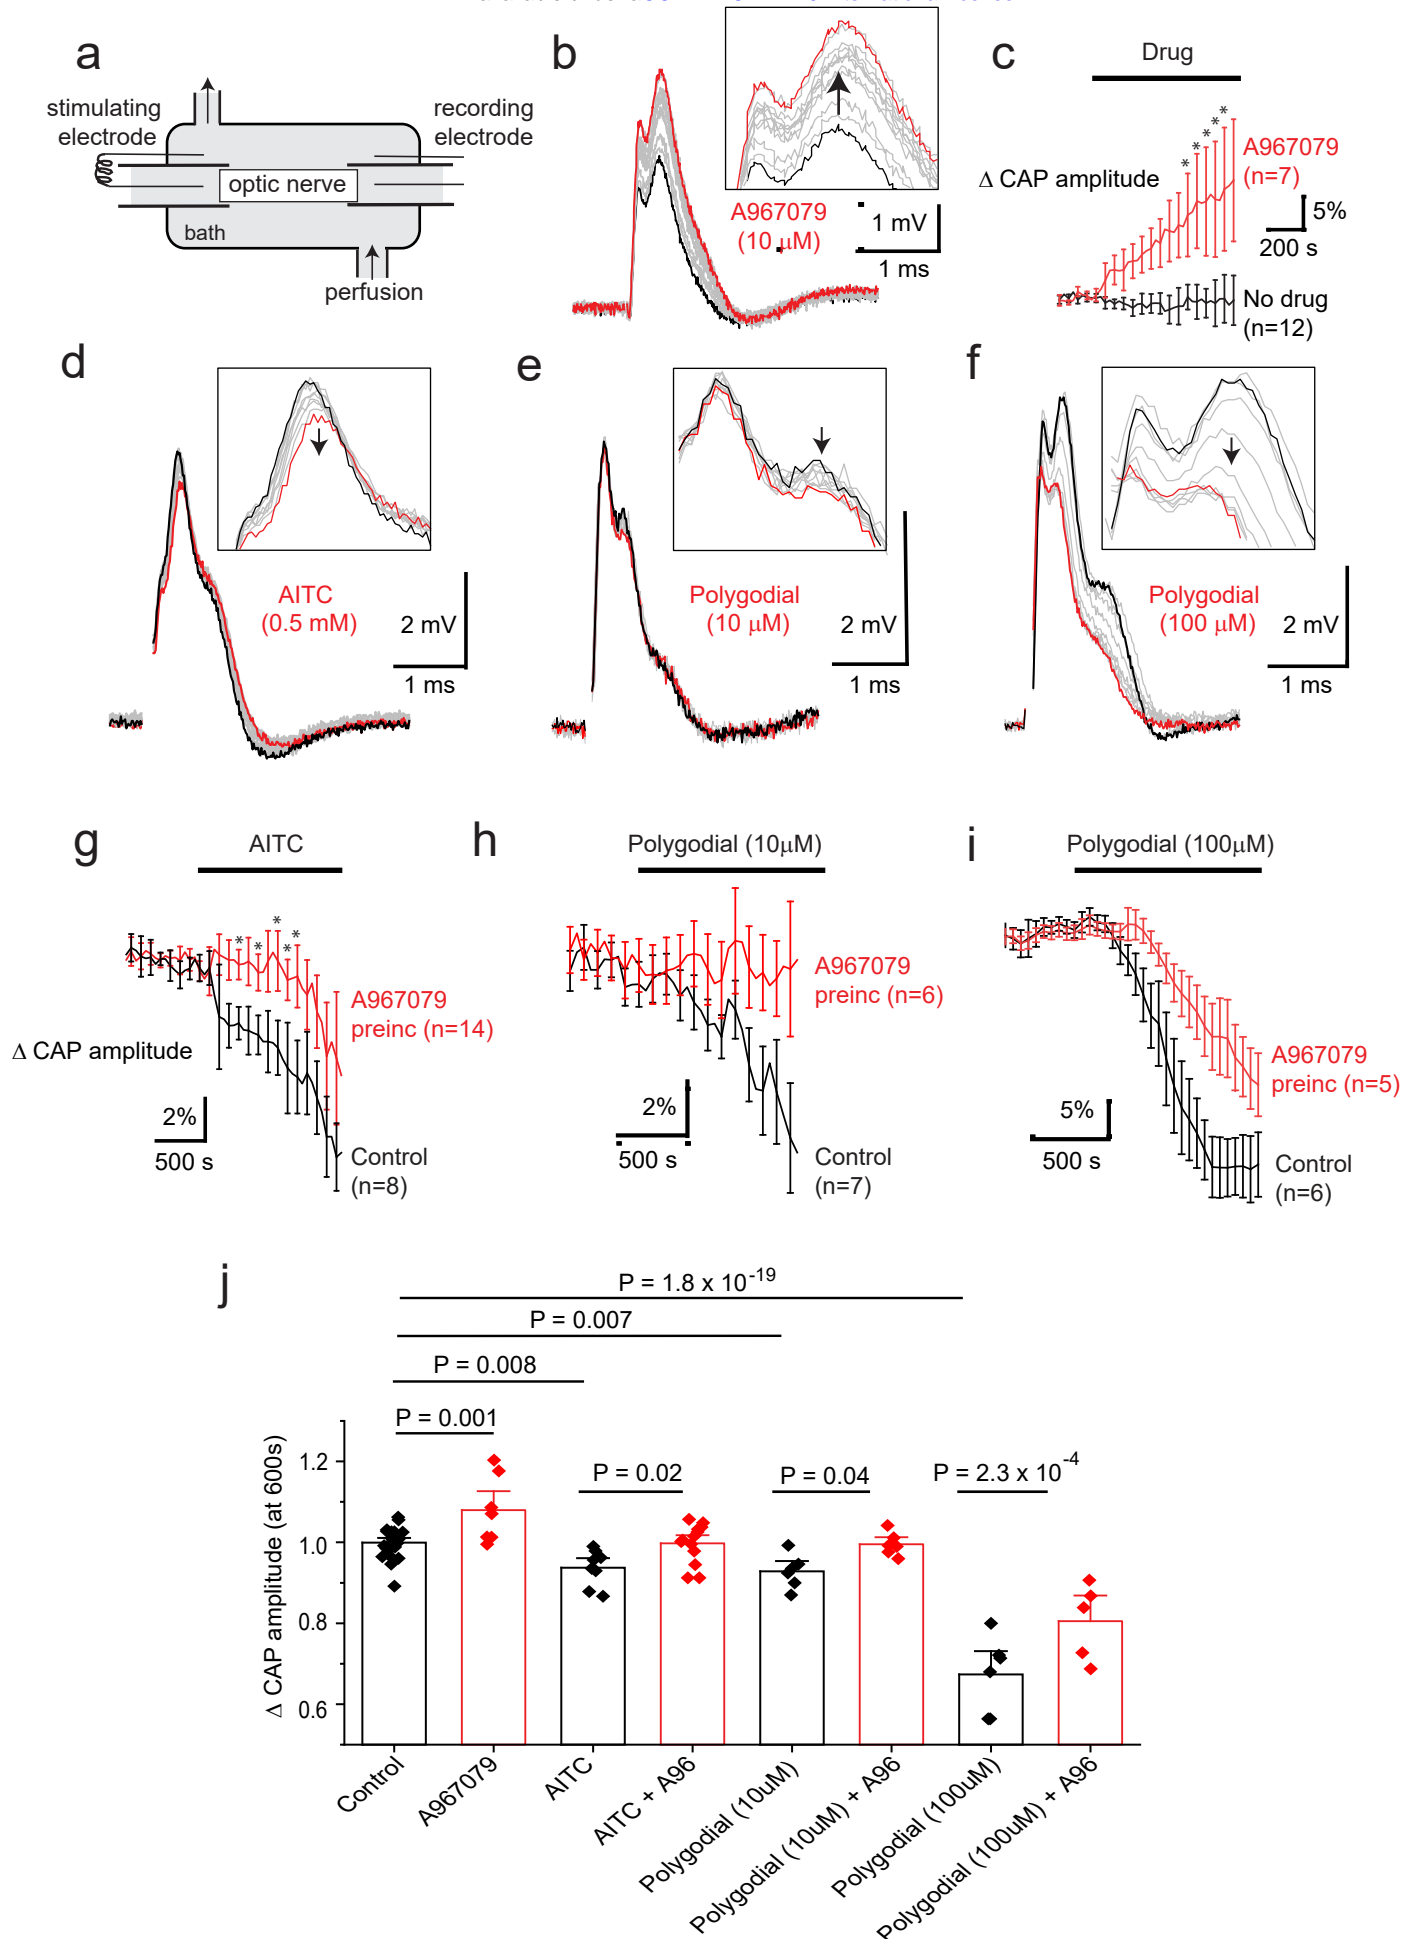 a
stimulating
electrode
recording
electrode
optic nerve
bath
perfusion
b
A967079
(10 μM)
1 mV
1 ms
c
Drug
Δ CAP amplitude
* * * * *
A967079
(n=7)
5%
200 s
No drug
(n=12)
d
AITC
(0.5 mM)
2 mV
1 ms
e
Polygodial
(10 μM)
2 mV
1 ms
f
Polygodial
(100 μM)
2 mV
1 ms
g
AITC
* * * * *
A967079
preinc (n=14)
Δ CAP amplitude
2%
500 s
Control
(n=8)
h
Polygodial (10μM)
A967079
preinc (n=6)
2%
500 s
Control
(n=7)
i
Polygodial (100μM)
A967079
preinc (n=5)
5%
500 s
Control
(n=6)
j
P = 1.8 x 10⁻¹⁹
P = 0.007
P = 0.008
P = 0.001
P = 0.02
P = 0.04
P = 2.3 x 10⁻⁴
Δ CAP amplitude (at 600s)
1.2
1.0
0.8
0.6
Control
A967079
AITC
AITC + A96
Polygodial (10uM)
Polygodial (10uM) + A96
Polygodial (100uM)
Polygodial (100uM) + A96